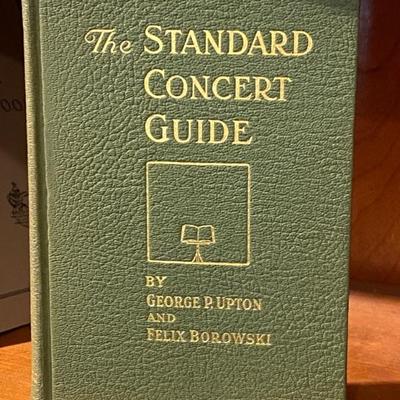 The STANDARD
CONCERT
GUIDE
BY
GEORGE P. UPTON
AND
FELIX BOROWSKI